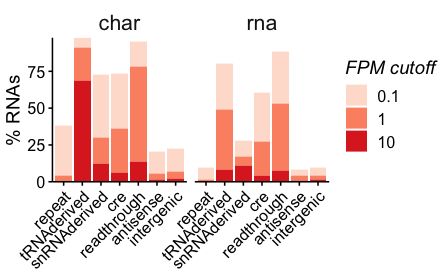 char
rna
% RNAs
75
50
25
0
repeat
tRNAderived
snRNAderived
cre
readthrough
antisense
intergenic
repeat
tRNAderived
snRNAderived
cre
readthrough
antisense
intergenic
FPM cutoff
0.1
1
10